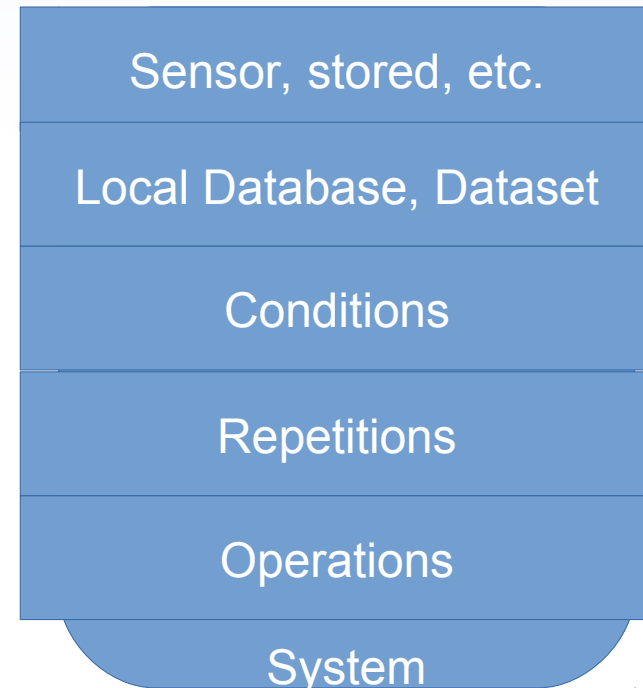 Sensor, stored, etc.
Local Database, Dataset
Conditions
Repetitions
Operations
System